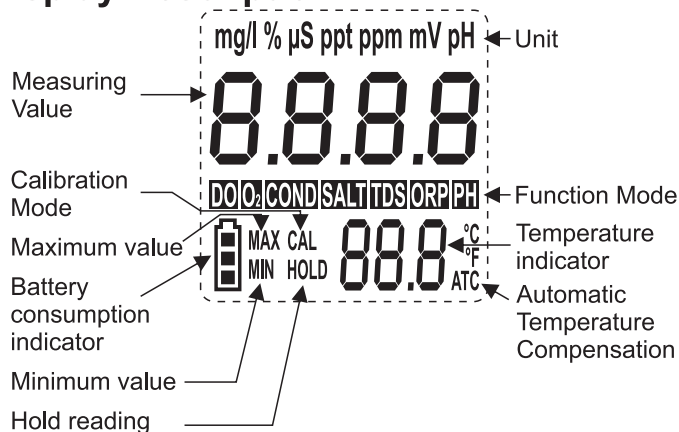 mg/l % µS ppt ppm mV pH
Unit
Measuring
Value
8.8.8.8
DO O₂ COND SALT TDS ORP PH
Function Mode
Calibration
Mode
Maximum value
Battery
consumption
indicator
Minimum value
Hold reading
MAX CAL
MIN HOLD
88.8
°C
°F
ATC
Temperature
indicator
Automatic
Temperature
Compensation